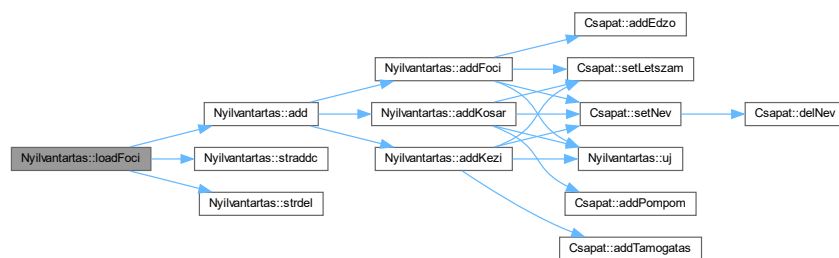 Nyilvantartas::loadFoci
Nyilvantartas::add
Nyilvantartas::straddc
Nyilvantartas::strdel
Nyilvantartas::addFoci
Nyilvantartas::addKosar
Nyilvantartas::addKezi
Csapat::addEdzo
Csapat::setLetszam
Csapat::setNev
Nyilvantartas::uj
Csapat::addPompom
Csapat::addTamogatas
Csapat::delNev